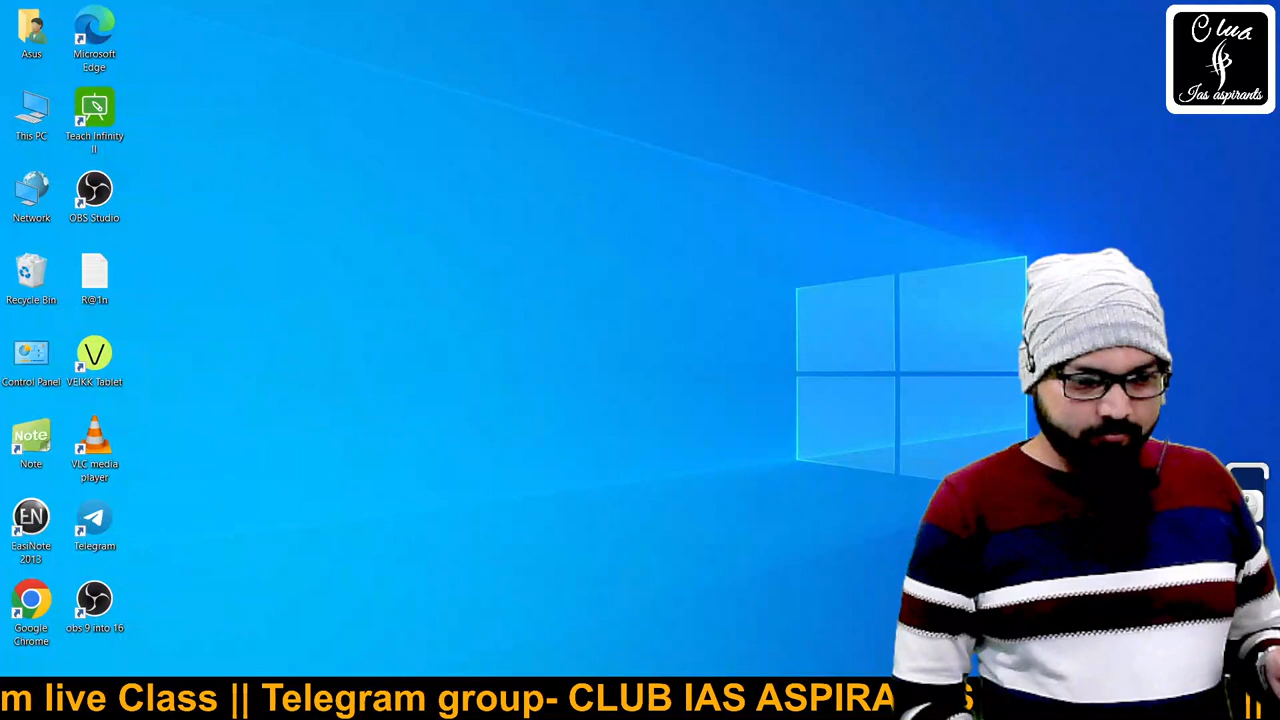 Asus
Microsoft
Edge
This PC
Teach Infinity
II
Network
OBS Studio
Recycle Bin
R@1n
Control Panel
VEIKK Tablet
Note
Note
VLC media
player
EN
EasiNote
2013
Telegram
Google
Chrome
obs 9 into 16
Clua
Ias aspirants
m live Class || Telegram group- CLUB IAS ASPIRA